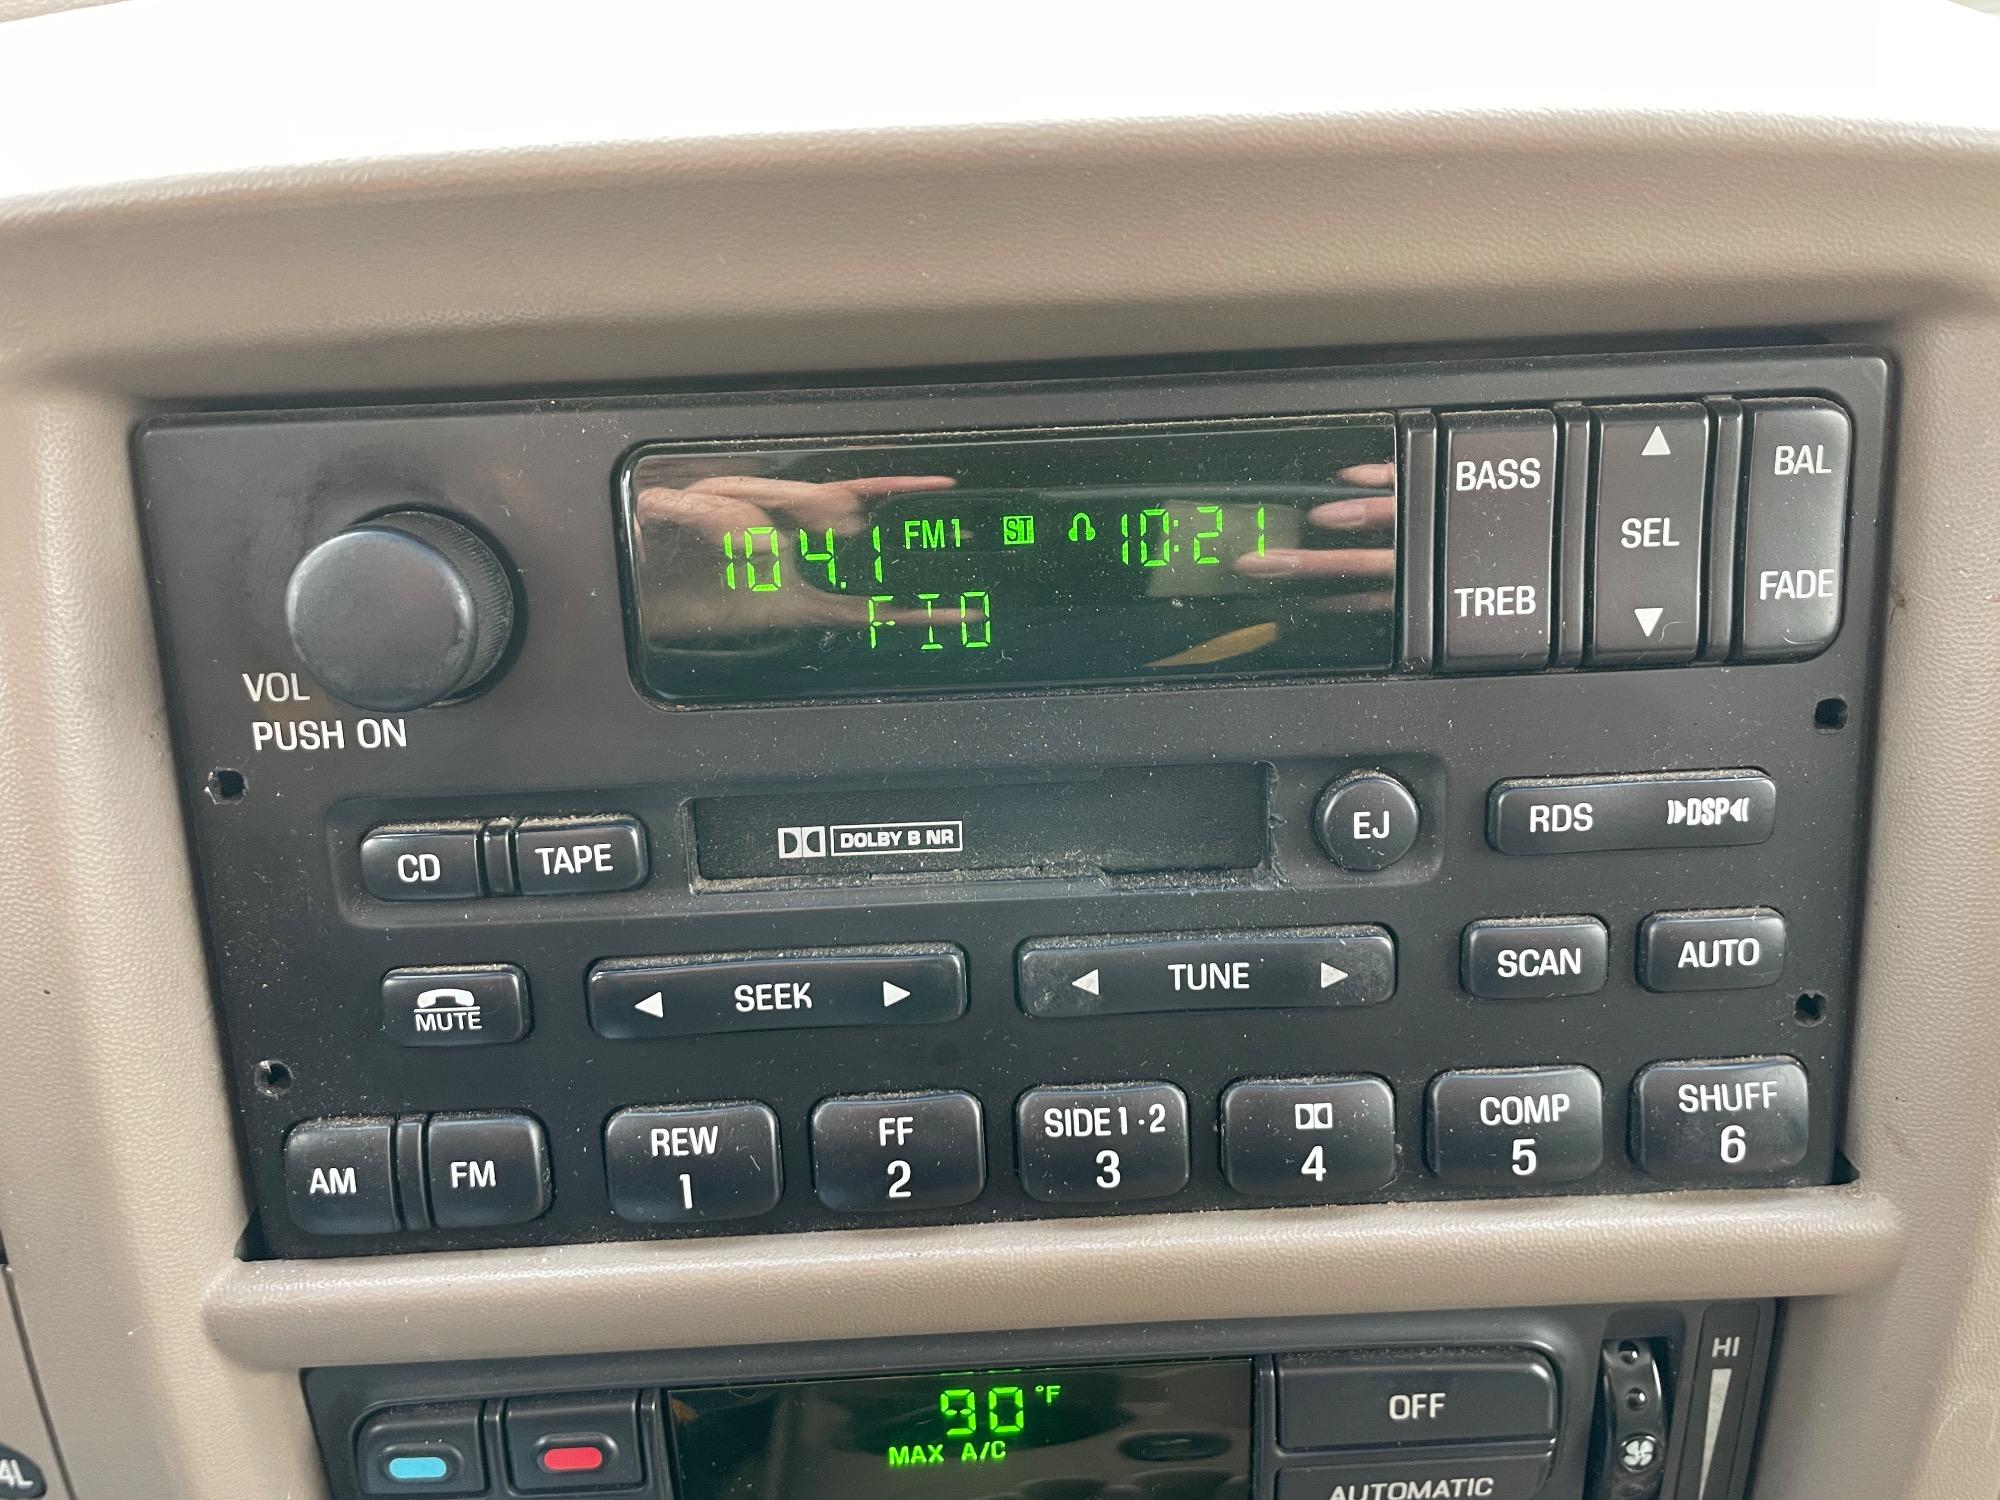 104.1 FM1 ST 10:21
FIO
BASS
TREB
SEL
BAL
FADE
VOL
PUSH ON
CD
TAPE
DOLBY B NR
EJ
RDS
DSP
MUTE
SEEK
TUNE
SCAN
AUTO
AM
FM
REW
1
FF
2
SIDE 1·2
3
4
COMP
5
SHUFF
6
90 °F
MAX A/C
OFF
AUTOMATIC
HI
4L